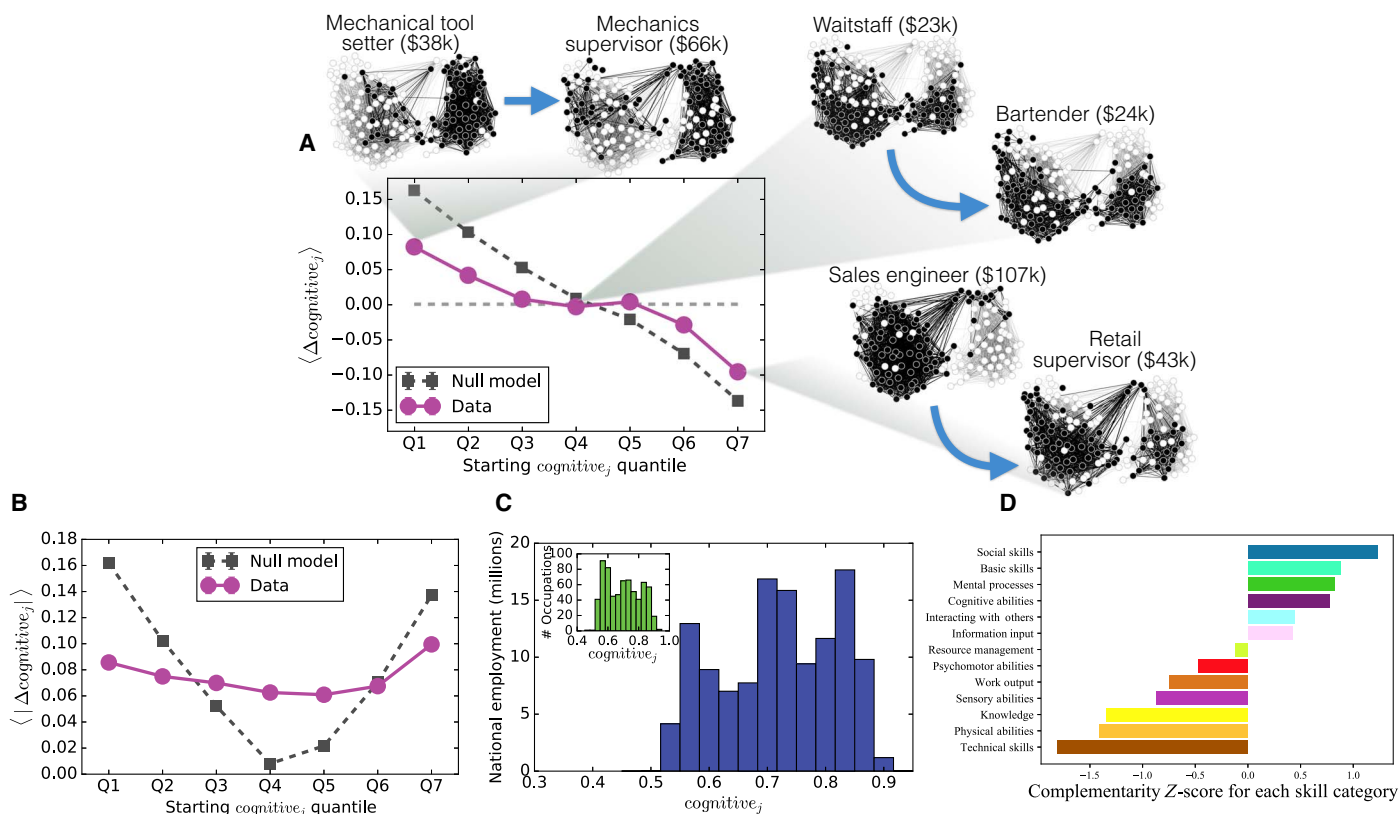 Mechanical tool
setter ($38k)
Mechanics
supervisor ($66k)
Waitstaff ($23k)
Bartender ($24k)
Sales engineer ($107k)
Retail
supervisor ($43k)
A
⟨Δcognitive_j⟩
0.15
0.10
0.05
0.00
−0.05
−0.10
−0.15
Null model
Data
Q1 Q2 Q3 Q4 Q5 Q6 Q7
Starting cognitive_j quantile
B
⟨|Δcognitive_j|⟩
0.18
0.16
0.14
0.12
0.10
0.08
0.06
0.04
0.02
0.00
Null model
Data
Q1 Q2 Q3 Q4 Q5 Q6 Q7
Starting cognitive_j quantile
C
National employment (millions)
20
15
10
5
0
0.3 0.4 0.5 0.6 0.7 0.8 0.9
cognitive_j
# Occupations
100
80
60
40
20
0
0.4 0.6 0.8 1.0
cognitive_j
D
Social skills
Basic skills
Mental processes
Cognitive abilities
Interacting with others
Information input
Resource management
Psychomotor abilities
Work output
Sensory abilities
Knowledge
Physical abilities
Technical skills
−1.5 −1.0 −0.5 0.0 0.5 1.0
Complementarity Z-score for each skill category